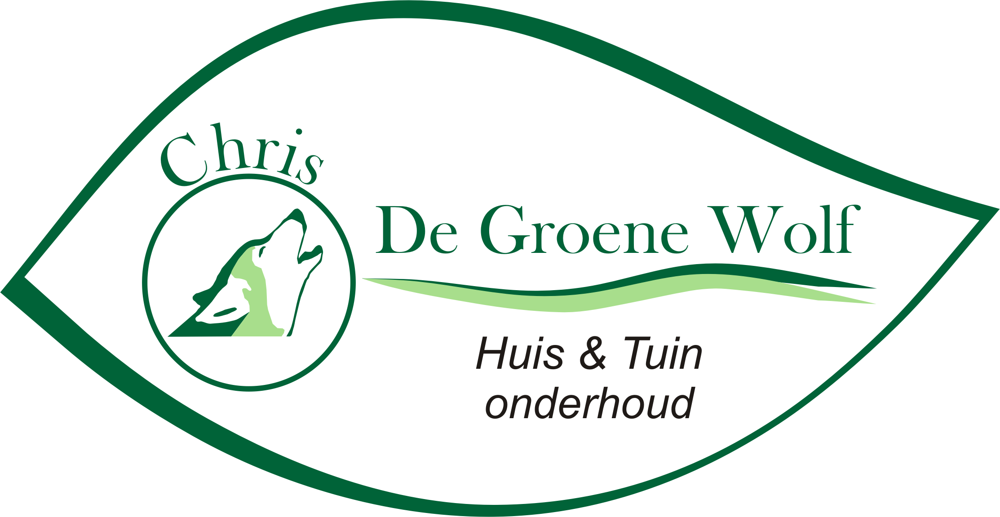 Chris
De Groene Wolf
Huis & Tuin
onderhoud